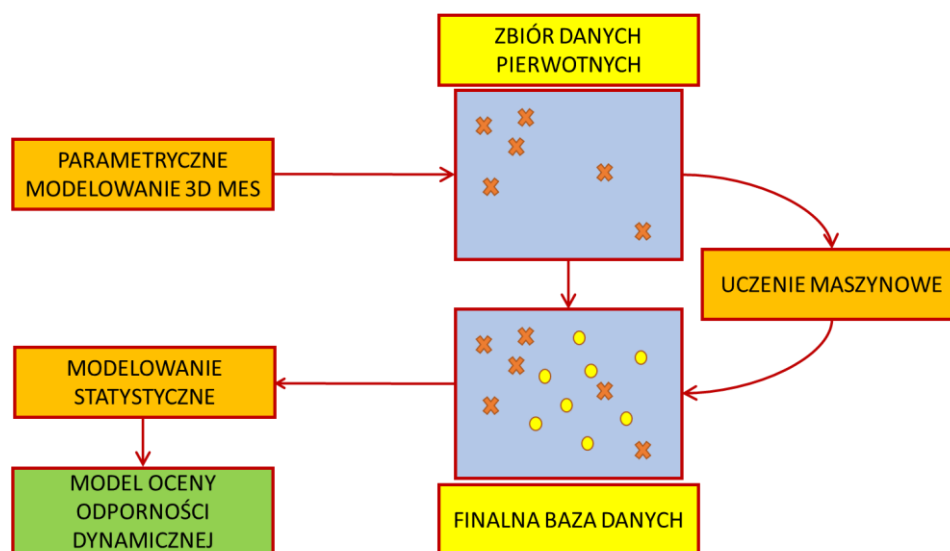 ZBIÓR DANYCH
PIERWOTNYCH
PARAMETRYCZNE
MODELOWANIE 3D MES
UCZENIE MASZYNOWE
MODELOWANIE
STATYSTYCZNE
MODEL OCENY
ODPORNOŚCI
DYNAMICZNEJ
FINALNA BAZA DANYCH